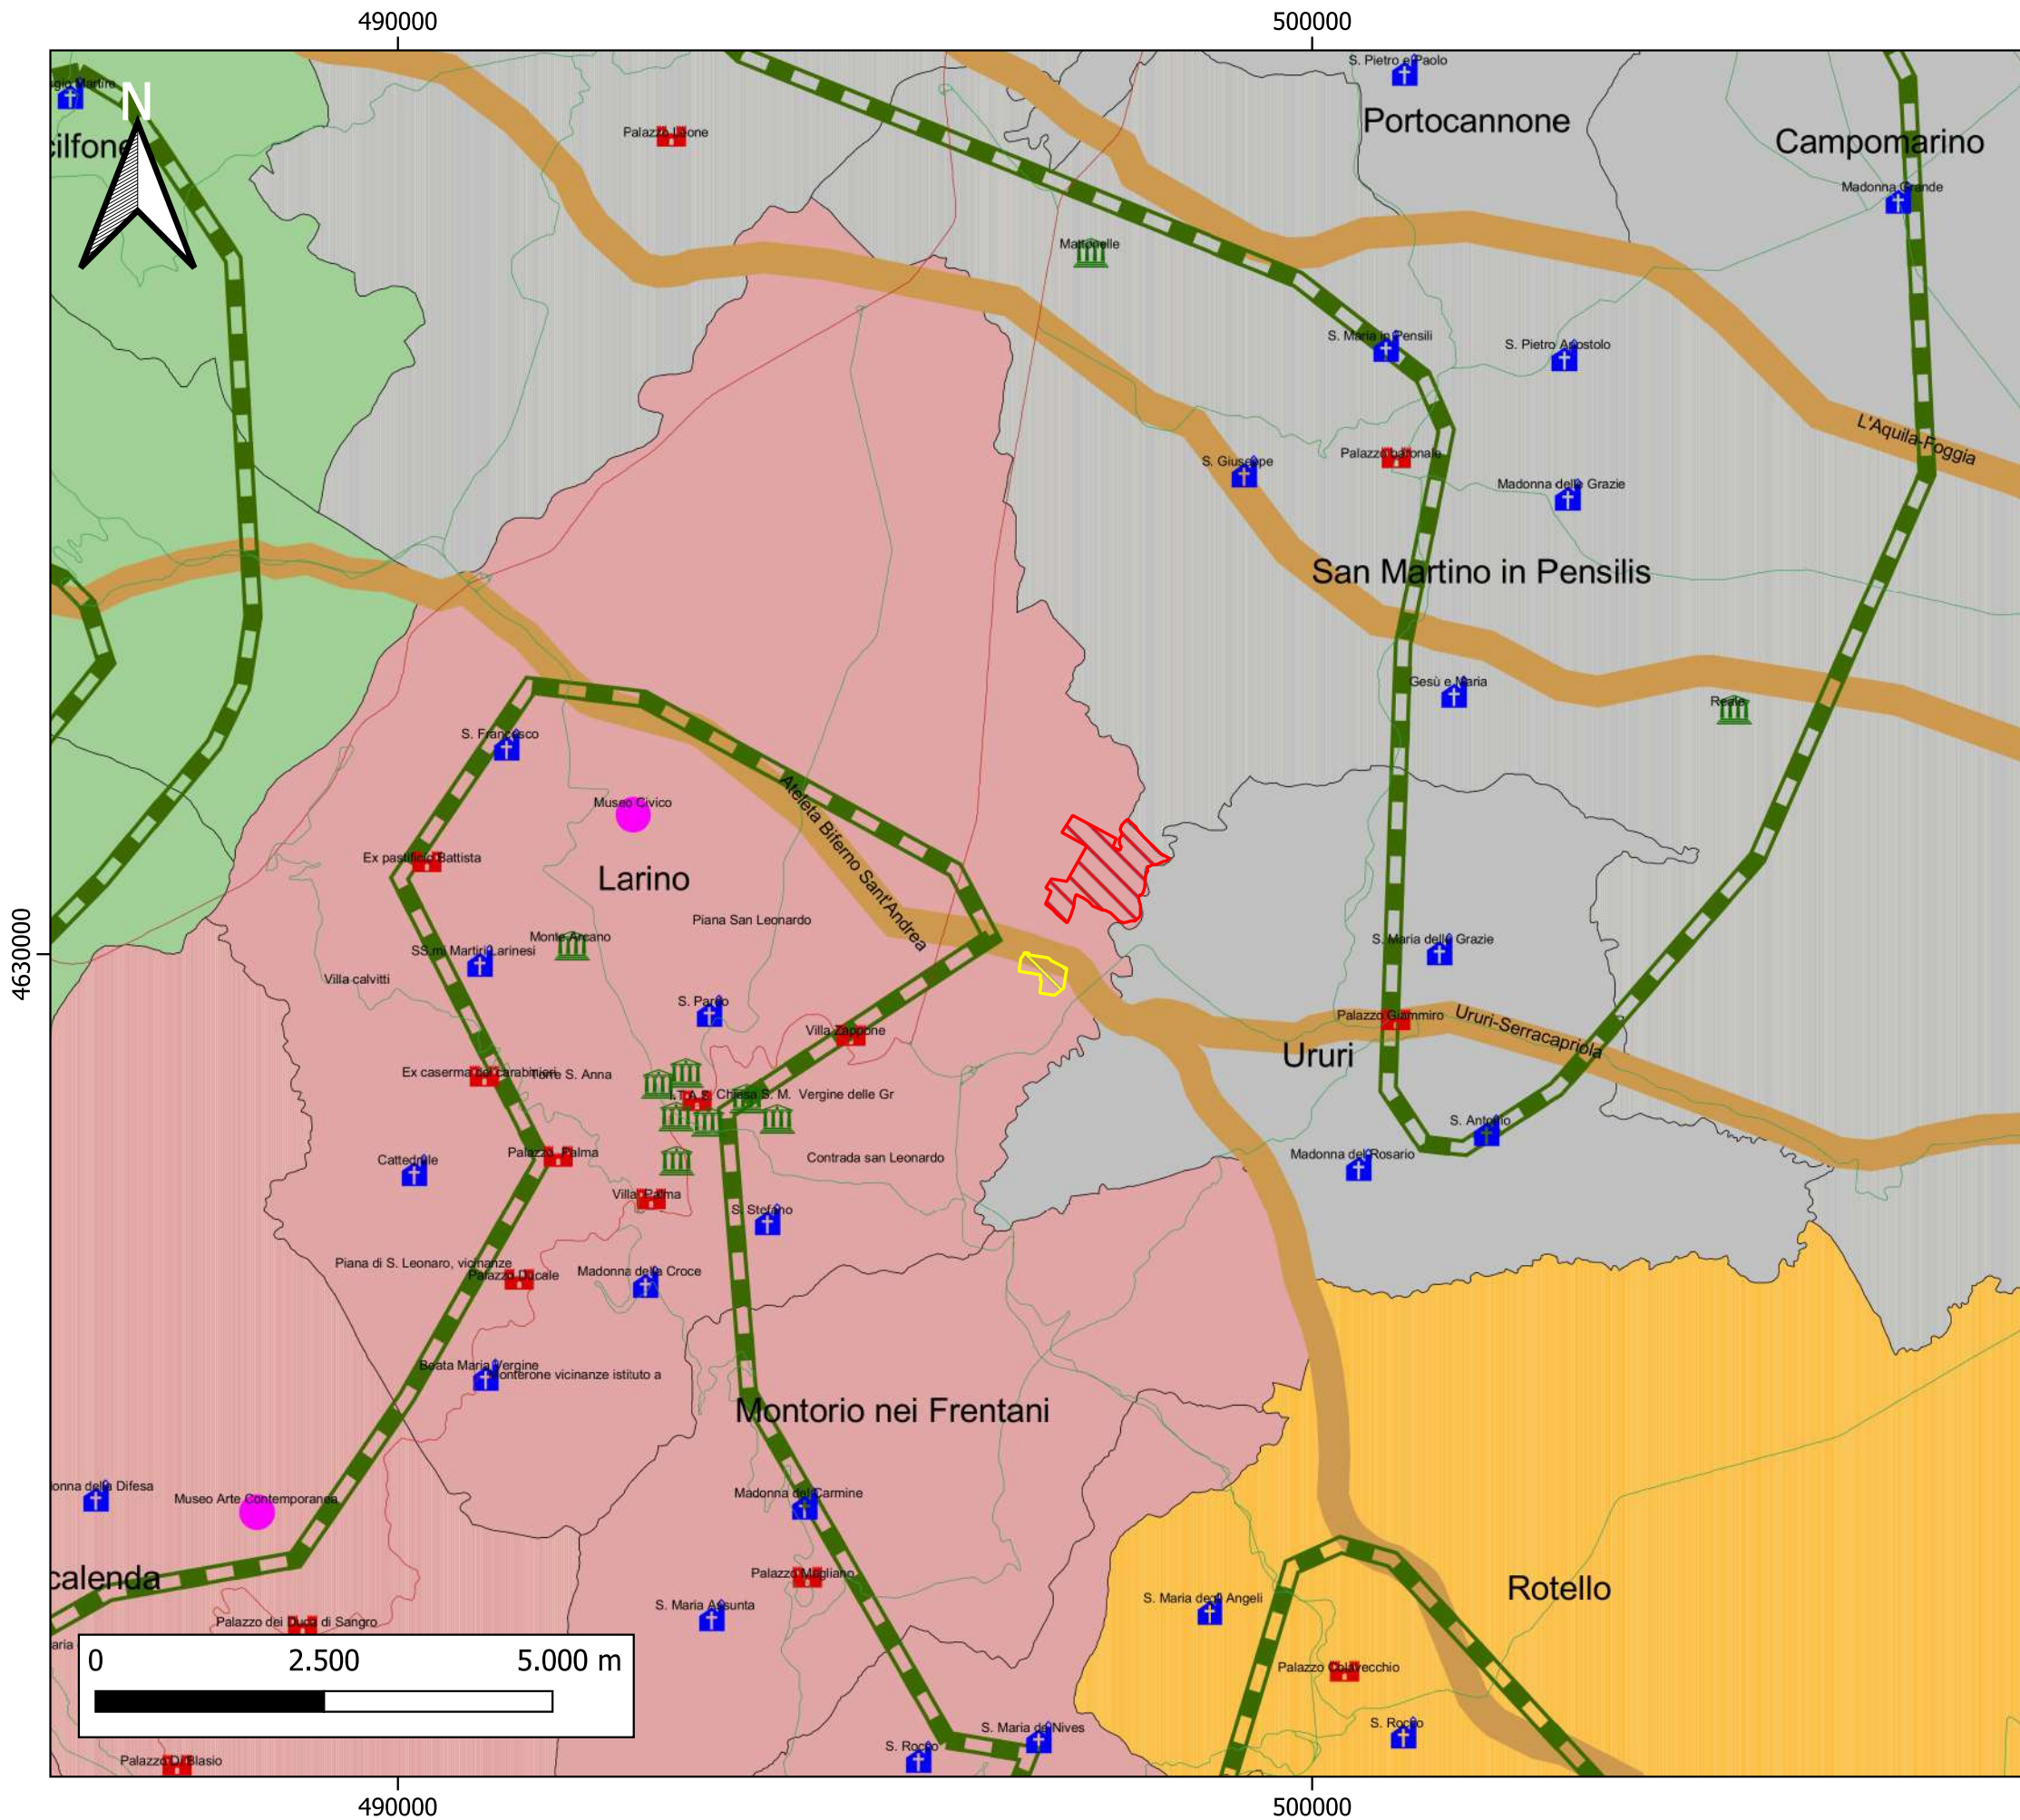 490000
500000
S. Pietro e Paolo
gio Martire
N
Portocannone
Palazzo Leone
Campomarino
cilfone
Madonna Grande
Mattonelle
S. Maria in Pensili
S. Pietro Apostolo
L'Aquila-Foggia
Palazzo baronale
S. Giuseppe
Madonna delle Grazie
San Martino in Pensilis
Gesù e Maria
Reale
S. Francesco
Museo Civico
Ateleta Biferno Sant'Andrea
Ex pastificio Battista
Larino
Piana San Leonardo
Monte Arcano
S. Maria delle Grazie
SS.mi Martiri Larinesi
4630000
Villa calvitti
S. Pardo
Palazzo Giammiro
Ururi-Serracapriola
Villa Zappone
Ururi
Ex caserma dei carabinieri
Torre S. Anna
I.T.A.S.
Chiesa S. M. Vergine delle Gr
S. Antonio
Palazzo Palma
Madonna del Rosario
Cattedrale
Contrada san Leonardo
Villa Palma
S. Stefano
Piana di S. Leonaro, vicinanze
Palazzo Ducale
Madonna della Croce
Beata Maria Vergine
Monterone vicinanze istituto a
Montorio nei Frentani
onna della Difesa
Museo Arte Contemporanea
Madonna del Carmine
calenda
Palazzo Magliano
Rotello
S. Maria degli Angeli
S. Maria Assunta
Palazzo dei Duca di Sangro
aria
0 2.500 5.000 m
Palazzo Colavecchio
S. Rocco
S. Maria de Nives
S. Rocco
Palazzo Di Blasio
490000
500000